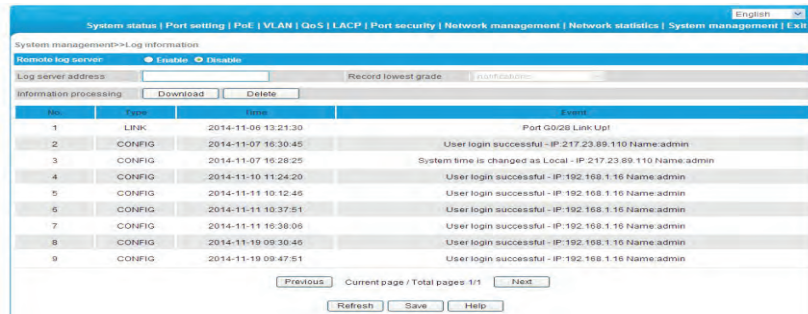 English
System status | Port setting | PoE | VLAN | QoS | LACP | Port security | Network management | Network statistics | System management | Exit
System management>>Log information
Remote log server Enable Disable
Log server address Record lowest grade
Information processing Download Delete
No. Type Time Event
1 LINK 2014-11-06 13:21:30 Port G0/28 Link Up!
2 CONFIG 2014-11-07 16:30:45 User login successful - IP:217.23.89.110 Name:admin
3 CONFIG 2014-11-07 16:28:25 System time is changed as Local - IP:217.23.89.110 Name:admin
4 CONFIG 2014-11-10 11:24:20 User login successful - IP:192.168.1.16 Name:admin
5 CONFIG 2014-11-11 10:12:46 User login successful - IP:192.168.1.16 Name:admin
6 CONFIG 2014-11-11 10:37:51 User login successful - IP:192.168.1.16 Name:admin
7 CONFIG 2014-11-11 16:38:06 User login successful - IP:192.168.1.16 Name:admin
8 CONFIG 2014-11-19 09:30:46 User login successful - IP:192.168.1.16 Name:admin
9 CONFIG 2014-11-19 09:47:51 User login successful - IP:192.168.1.16 Name:admin
Previous Current page / Total pages 1/1 Next
Refresh Save Help